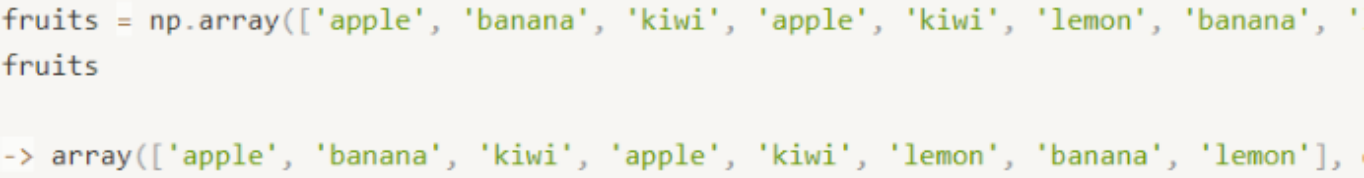 fruits = np.array(['apple', 'banana', 'kiwi', 'apple', 'kiwi', 'lemon', 'banana', '
fruits
-> array(['apple', 'banana', 'kiwi', 'apple', 'kiwi', 'lemon', 'banana', 'lemon'],